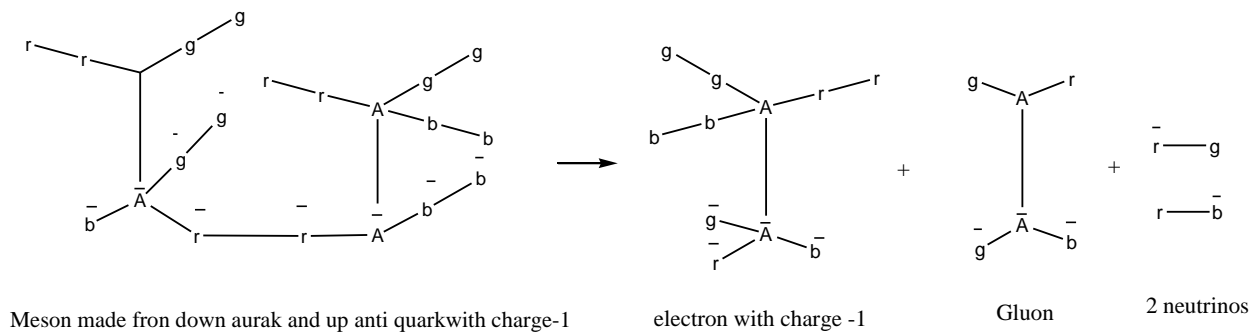 g
r r g
ḡ
ḡ
Ā
b̄ r̄ r̄ Ā
g
r r g
A
b b
b̄
b̄
g
g r r
b b A
ḡ Ā
r̄ b̄
+
g A r
ḡ Ā b̄
+
r̄ g
r b̄
Meson made fron down aurak and up anti quarkwith charge-1
electron with charge -1
Gluon
2 neutrinos